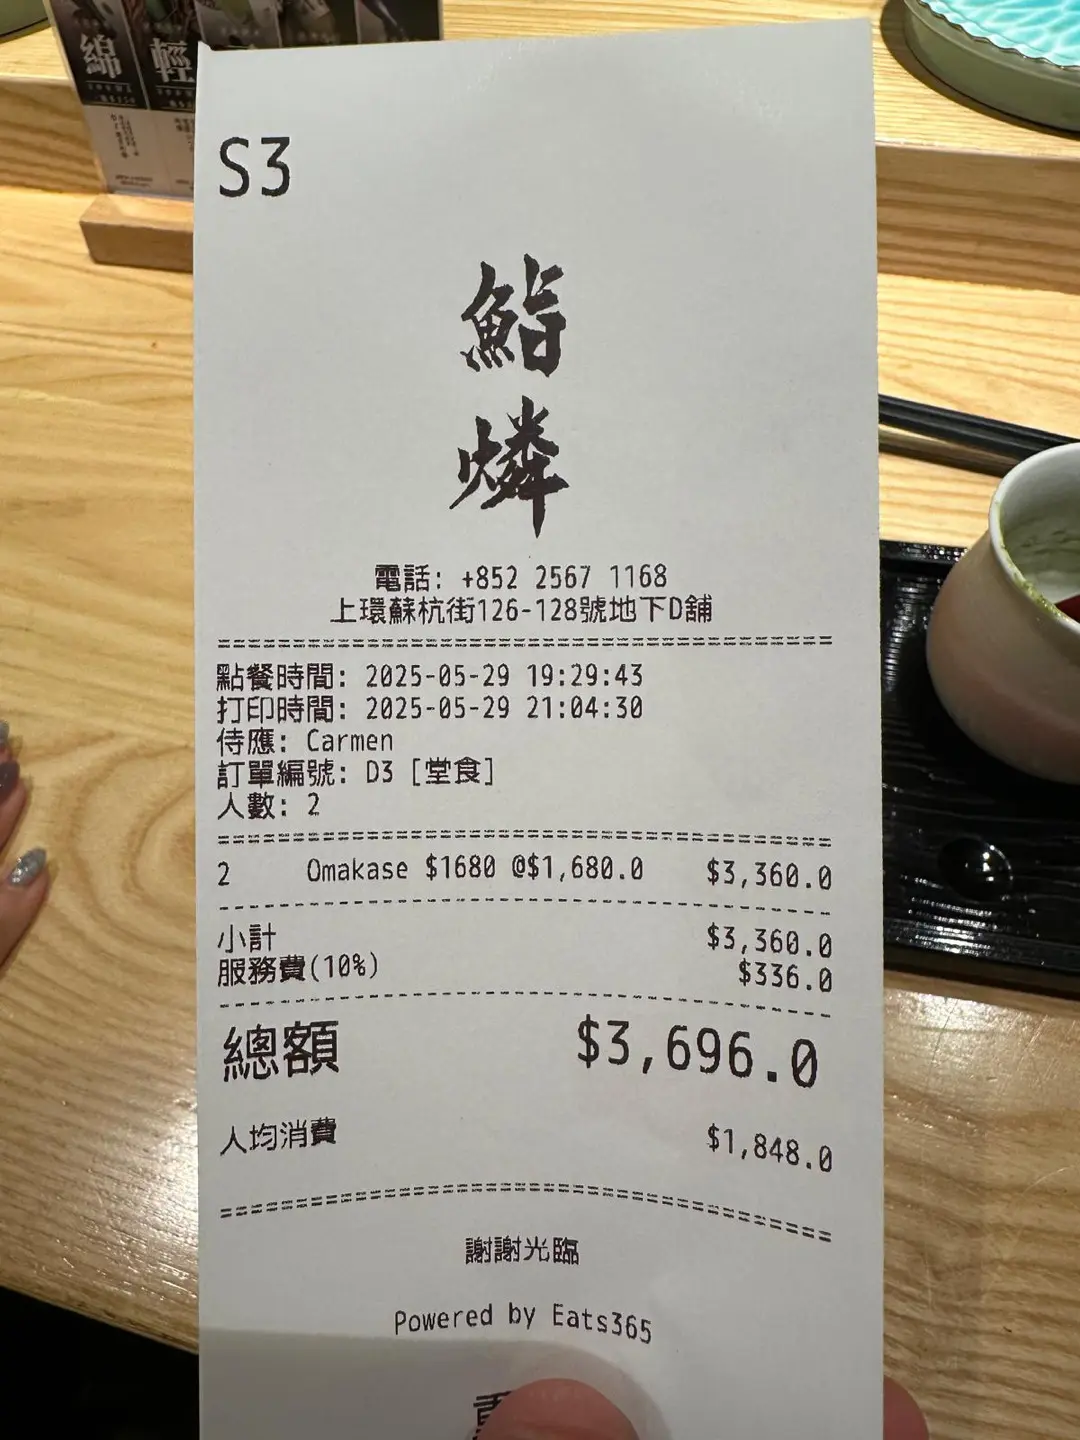 綿
輕
S3
鮨
燐
電話: +852 2567 1168
上環蘇杭街126-128號地下D舖
點餐時間: 2025-05-29 19:29:43
打印時間: 2025-05-29 21:04:30
侍應: Carmen
訂單編號: D3 [堂食]
人數: 2
2 Omakase $1680 @$1,680.0 $3,360.0
小計 $3,360.0
服務費(10%) $336.0
總額 $3,696.0
人均消費 $1,848.0
謝謝光臨
Powered by Eats365